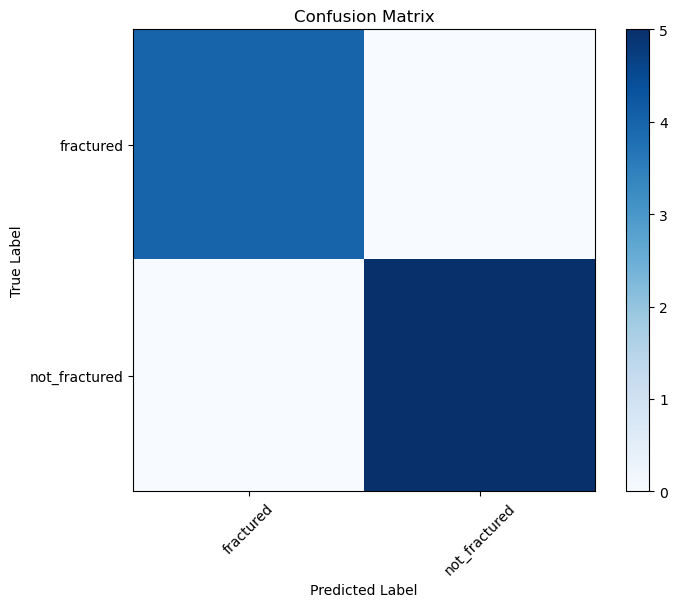 Confusion Matrix
True Label
fractured
not_fractured
fractured
not_fractured
Predicted Label
5
4
3
2
1
0